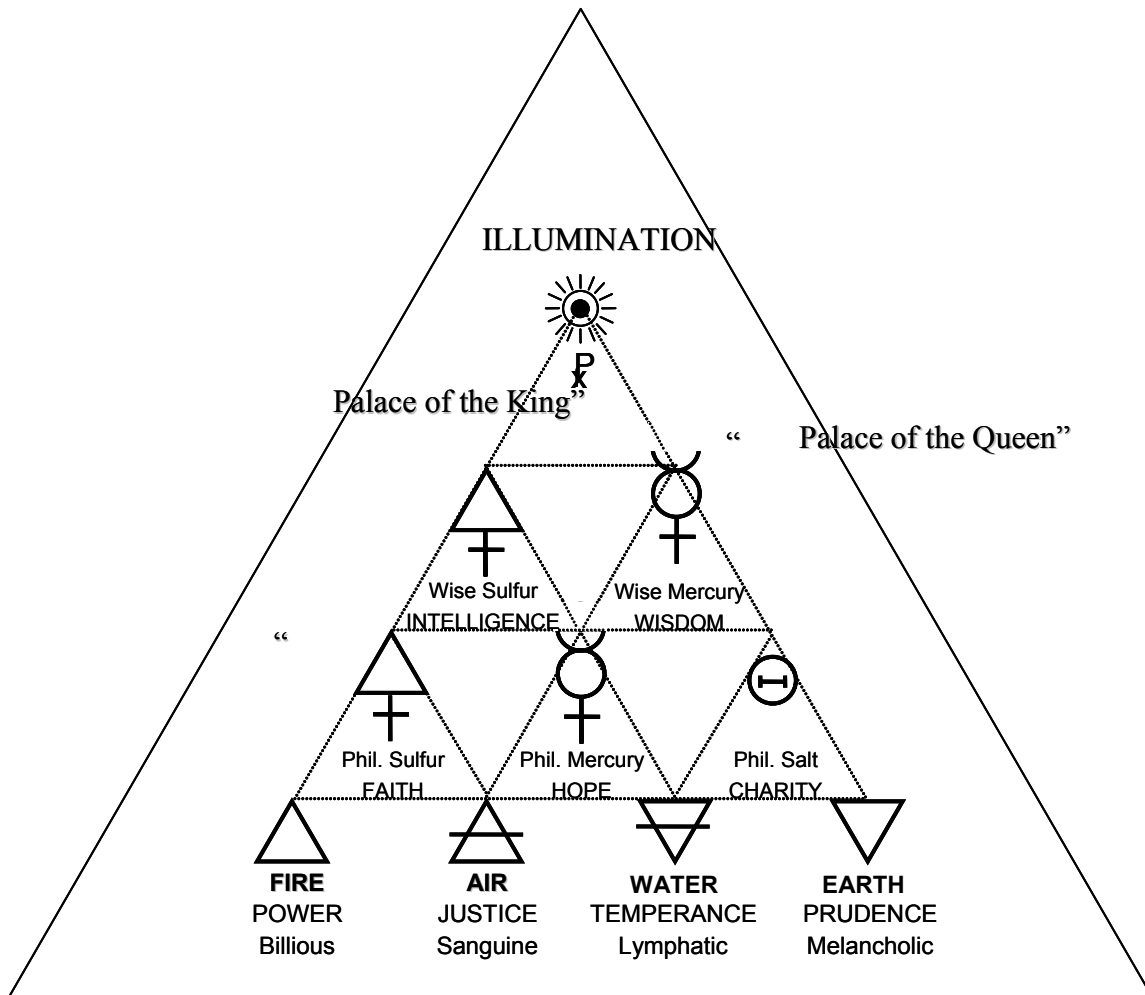 ILLUMINATION
P
x
Palace of the King”
“ Palace of the Queen”
Wise Sulfur Wise Mercury
INTELLIGENCE WISDOM
“
Phil. Sulfur Phil. Mercury Phil. Salt
FAITH HOPE CHARITY
FIRE AIR WATER EARTH
POWER JUSTICE TEMPERANCE PRUDENCE
Billious Sanguine Lymphatic Melancholic